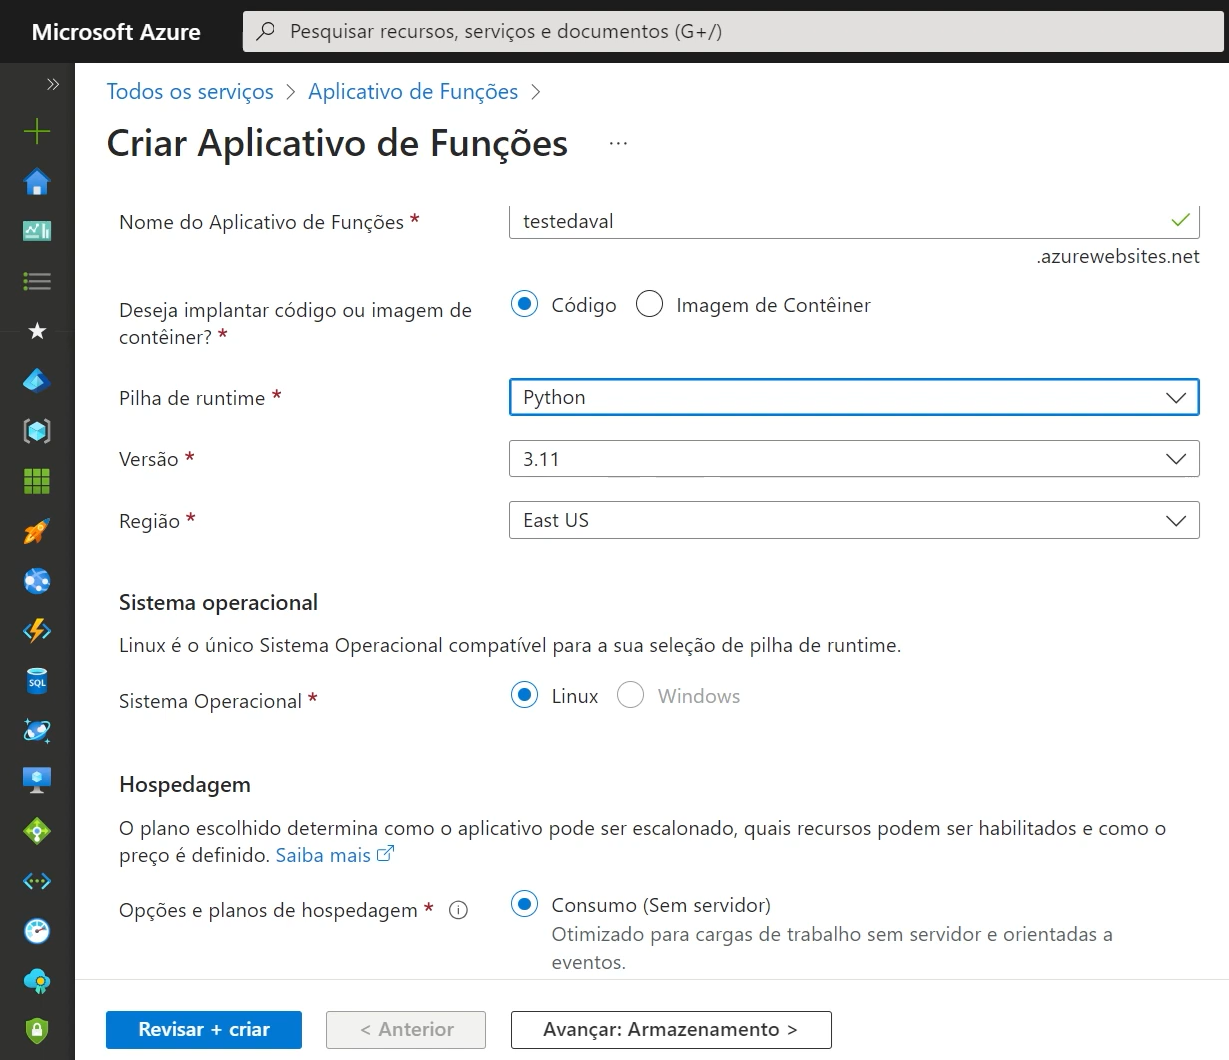 Microsoft Azure
Pesquisar recursos, serviços e documentos (G+/)
Todos os serviços > Aplicativo de Funções >
Criar Aplicativo de Funções ...
Nome do Aplicativo de Funções *
testedaval
.azurewebsites.net
Deseja implantar código ou imagem de
contêiner? *
Código
Imagem de Contêiner
Pilha de runtime *
Python
Versão *
3.11
Região *
East US
Sistema operacional
Linux é o único Sistema Operacional compatível para a sua seleção de pilha de runtime.
Sistema Operacional *
Linux
Windows
Hospedagem
O plano escolhido determina como o aplicativo pode ser escalonado, quais recursos podem ser habilitados e como o
preço é definido. Saiba mais
Opções e planos de hospedagem *
Consumo (Sem servidor)
Otimizado para cargas de trabalho sem servidor e orientadas a
eventos.
Revisar + criar
< Anterior
Avançar: Armazenamento >
SQL